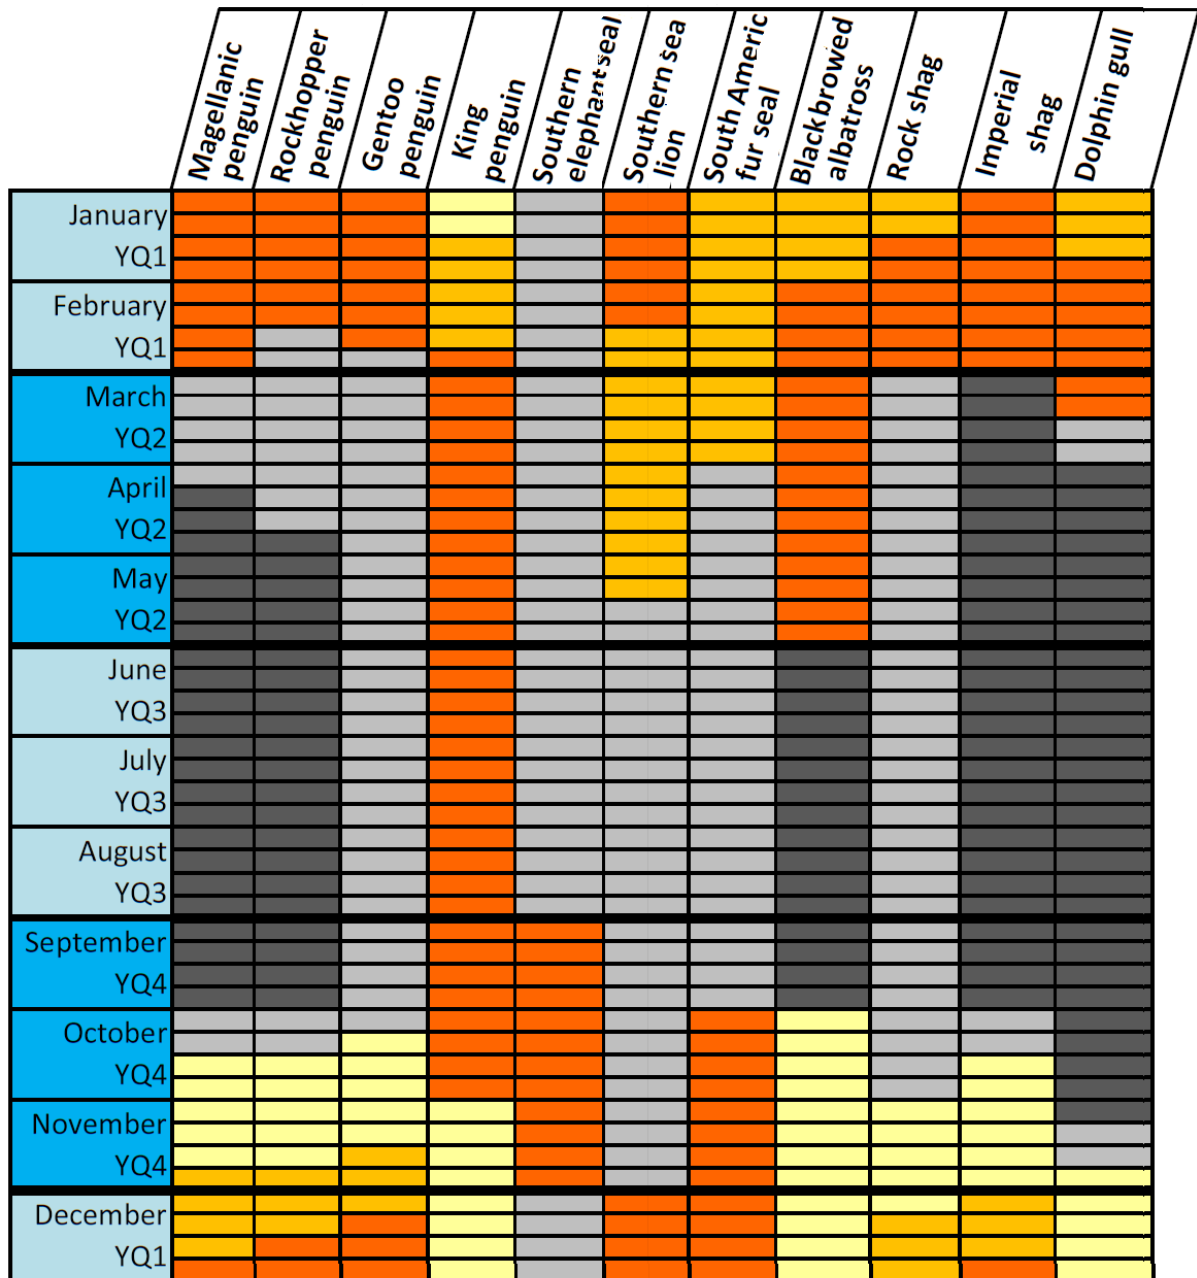 Magellanic
penguin
Rockhopper
penguin
Gentoo
penguin
King
penguin
Southern
elephant seal
Southern sea
lion
South Americ
fur seal
Blackbrowed
albatross
Rock shag
Imperial
shag
Dolphin gull
January
YQ1
February
YQ1
March
YQ2
April
YQ2
May
YQ2
June
YQ3
July
YQ3
August
YQ3
September
YQ4
October
YQ4
November
YQ4
December
YQ1